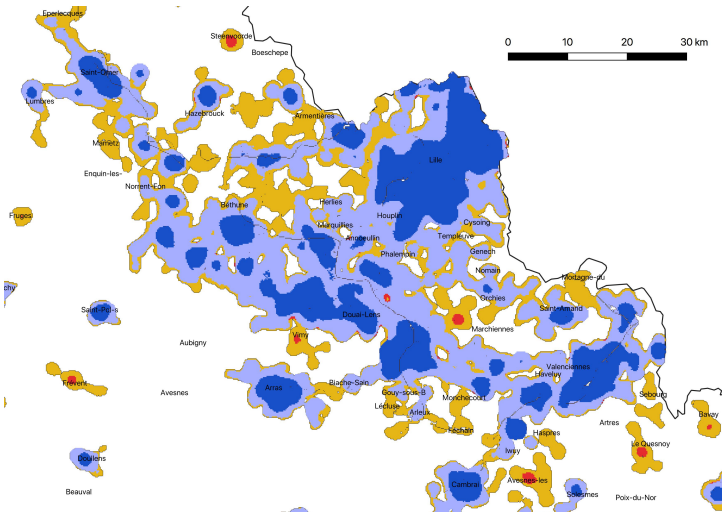 Eperlecques
Steenvoorde
Boeschepe
0 10 20 30 km
Saint-Omer
Lumbres
Hazebrouck
Armentières
Mametz
Lille
Enquin-les-
Norrent-Fon
Béthune
Herlies
Fruges
Houplin
Marquillies
Cysoing
Annoeullin
Templeuve
Phalempin
Genech
Nomain
Mortagne-du
chy
Orchies
Saint-Pol-s
Douai-Lens
Saint-Amand
Marchiennes
Vimy
Aubigny
Valenciennes
Haveluy
Frévent
Arras
Biache-Sain
Avesnes
Gouy-sous-B
Monchecourt
Sebourg
Lécluse
Arleux
Bavay
Artres
Féchain
Haspres
Le Quesnoy
Iwuy
Doullens
Cambrai
Avesnes-les
Beauval
Solesmes
Poix-du-Nor